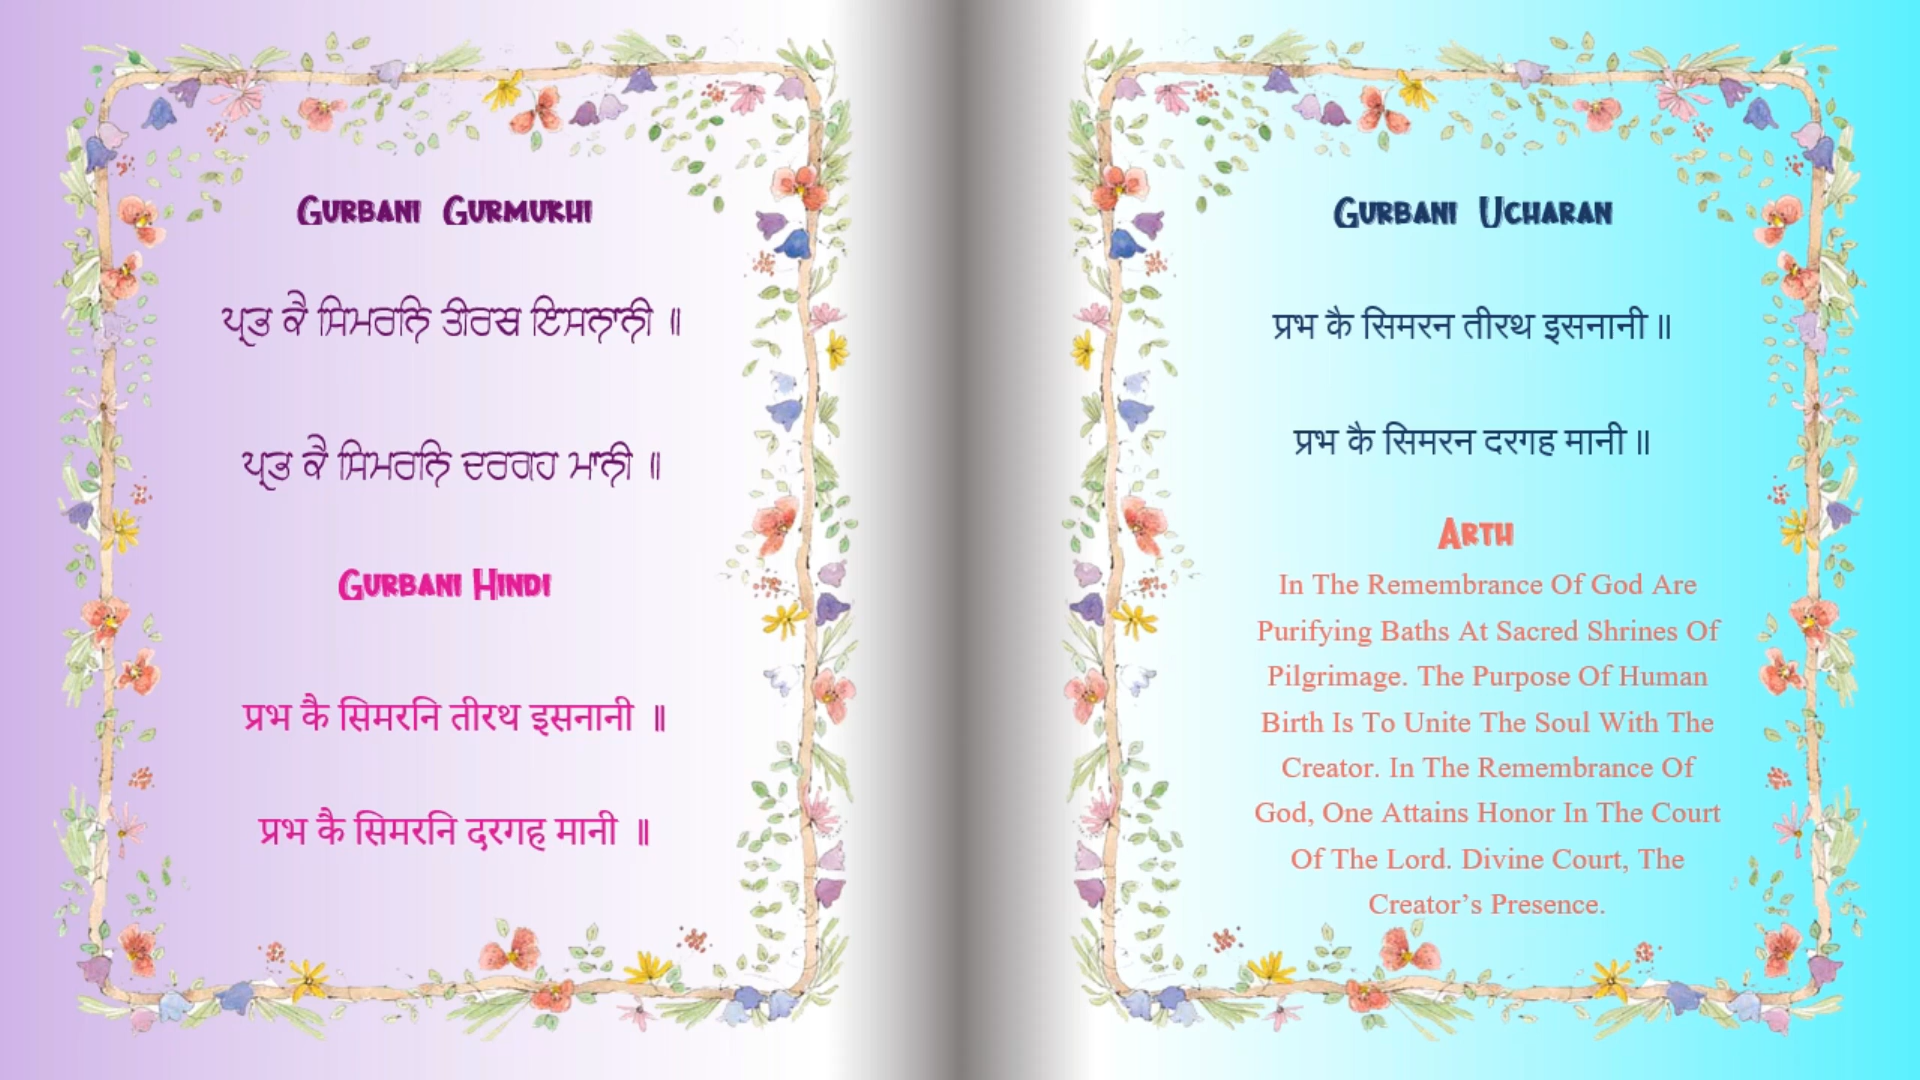 Gurbani Gurmukhi
ਪ੍ਰਭ ਕੈ ਸਿਮਰਨਿ ਤੀਰਥ ਇਸਨਾਨੀ ॥
ਪ੍ਰਭ ਕੈ ਸਿਮਰਨਿ ਦਰਗਹ ਮਾਨੀ ॥
Gurbani Hindi
प्रभ कै सिमरनि तीरथ इसनानी ॥
प्रभ कै सिमरनि दरगह मानी ॥
Gurbani Ucharan
प्रभ कै सिमरन तीरथ इसनानी ॥
प्रभ कै सिमरन दरगह मानी ॥
Arth
In The Remembrance Of God Are
Purifying Baths At Sacred Shrines Of
Pilgrimage. The Purpose Of Human
Birth Is To Unite The Soul With The
Creator. In The Remembrance Of
God, One Attains Honor In The Court
Of The Lord. Divine Court, The
Creator’s Presence.